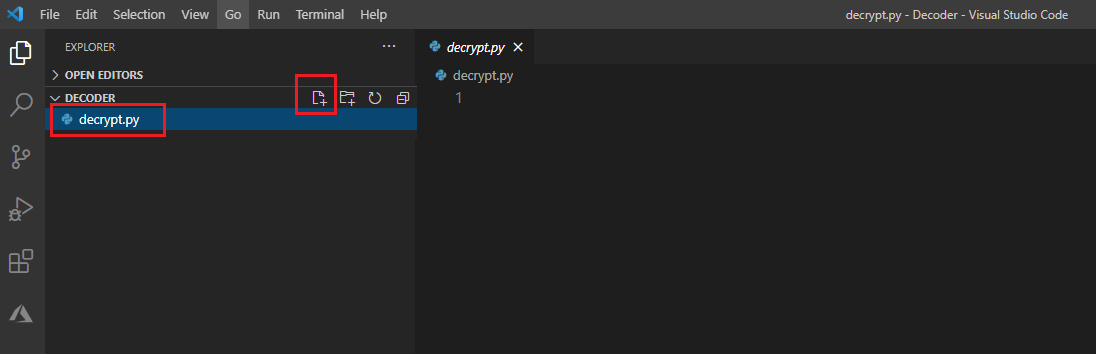 File Edit Selection View Go Run Terminal Help decrypt.py - Decoder - Visual Studio Code
EXPLORER
OPEN EDITORS
DECODER
decrypt.py
decrypt.py
decrypt.py
1